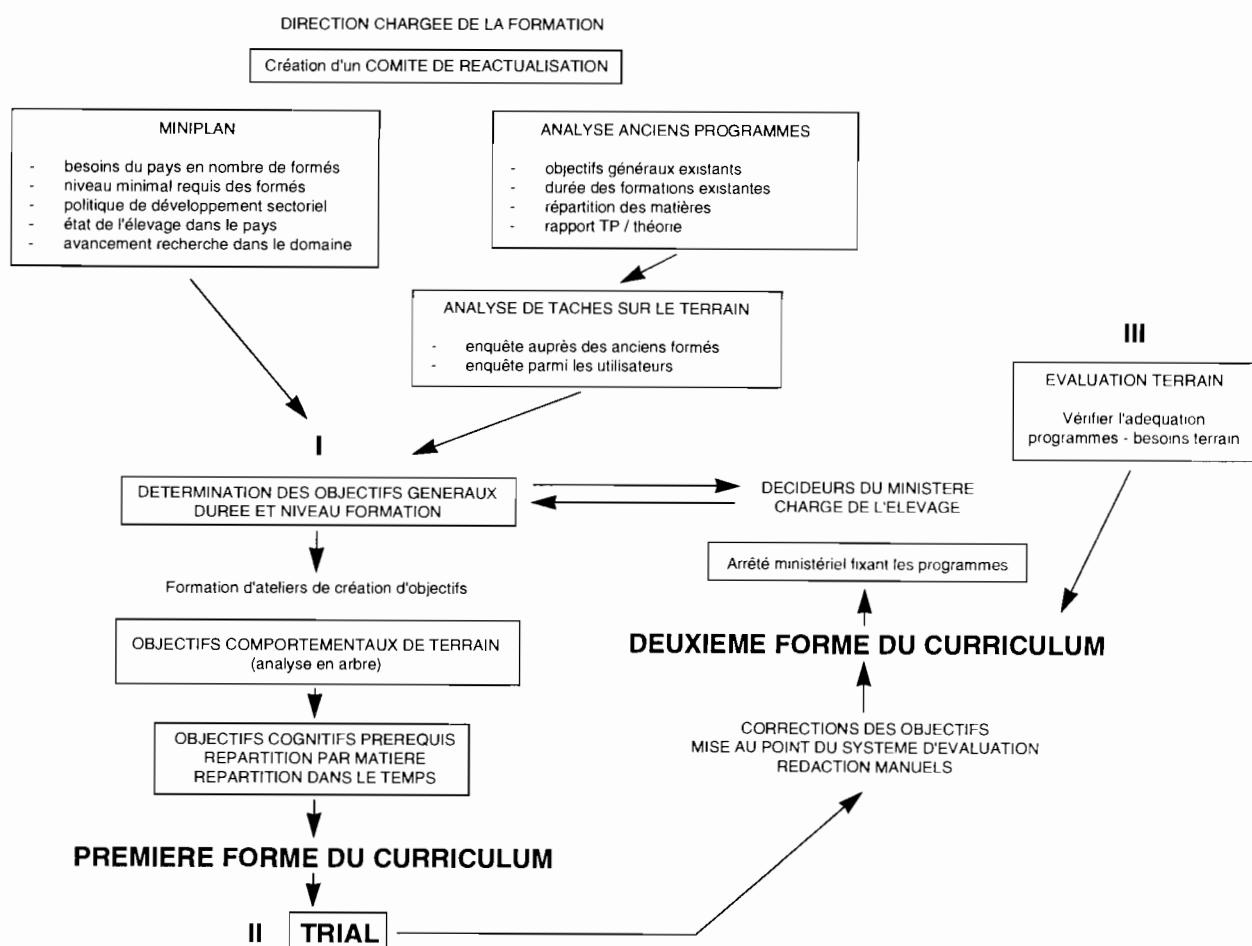 DIRECTION CHARGEE DE LA FORMATION
Création d'un COMITE DE REACTUALISATION
MINIPLAN
- besoins du pays en nombre de formés
- niveau minimal requis des formés
- politique de développement sectoriel
- état de l'élevage dans le pays
- avancement recherche dans le domaine
ANALYSE ANCIENS PROGRAMMES
- objectifs généraux existants
- durée des formations existantes
- répartition des matières
- rapport TP / théorie
ANALYSE DE TACHES SUR LE TERRAIN
- enquête auprès des anciens formés
- enquête parmi les utilisateurs
III
EVALUATION TERRAIN
Vérifier l'adequation
programmes - besoins terrain
I
DETERMINATION DES OBJECTIFS GENERAUX
DUREE ET NIVEAU FORMATION
DECIDEURS DU MINISTERE
CHARGE DE L'ELEVAGE
Arrêté ministériel fixant les programmes
Formation d'ateliers de création d'objectifs
OBJECTIFS COMPORTEMENTAUX DE TERRAIN
(analyse en arbre)
DEUXIEME FORME DU CURRICULUM
OBJECTIFS COGNITIFS PREREQUIS
REPARTITION PAR MATIERE
REPARTITION DANS LE TEMPS
CORRECTIONS DES OBJECTIFS
MISE AU POINT DU SYSTEME D'EVALUATION
REDACTION MANUELS
PREMIERE FORME DU CURRICULUM
II TRIAL